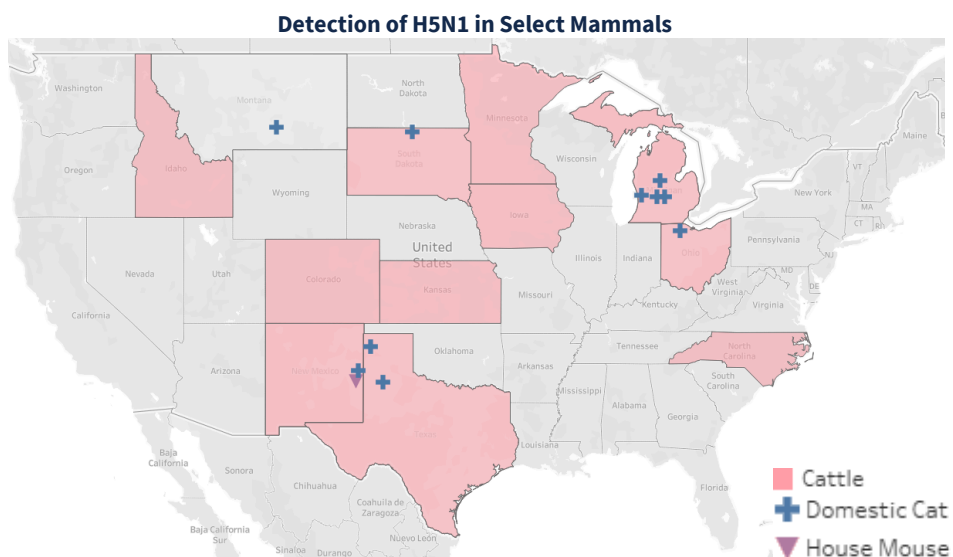 Detection of H5N1 in Select Mammals
Washington
Montana
North
Dakota
Minnesota
Maine
Oregon
Idaho
South
Dakota
Wisconsin
VT
Wyoming
New York
MA
Iowa
CT
RI
Nebraska
United
States
Nevada
Utah
Colorado
Kansas
Illinois
Indiana
Ohio
Pennsylvania
NJ
MD
DE
West
Virginia
Missouri
Kentucky
Virginia
California
Arizona
New Mexico
Oklahoma
Arkansas
Tennessee
North
Carolina
South
Carolina
Mississippi
Alabama
Georgia
Texas
Louisiana
Baja
California
Sonora
Chihuahua
Coahuila de
Zaragoza
Florida
Baja California
Sur
Sinaloa
Durango
Nuevo León
Cattle
Domestic Cat
House Mouse